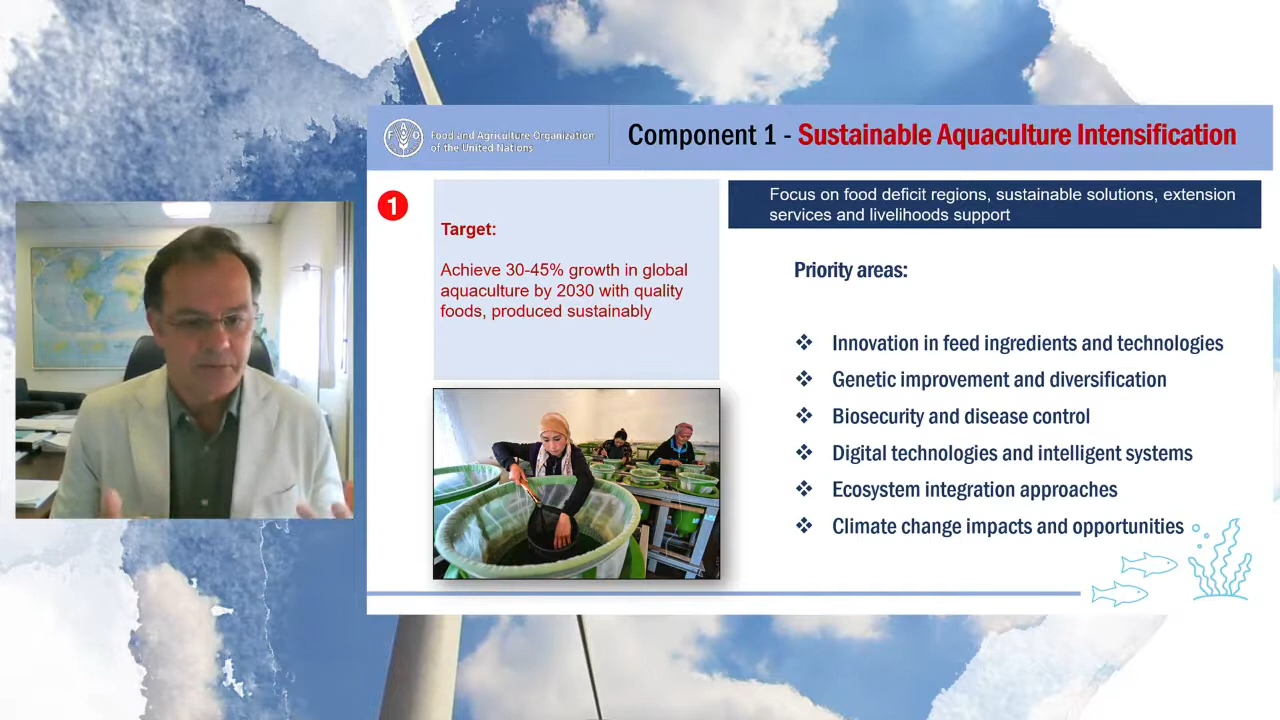 FAO
Food and Agriculture Organization
of the United Nations
Component 1 - Sustainable Aquaculture Intensification
1
Target:
Achieve 30-45% growth in global
aquaculture by 2030 with quality
foods, produced sustainably
Focus on food deficit regions, sustainable solutions, extension
services and livelihoods support
Priority areas:
❖ Innovation in feed ingredients and technologies
❖ Genetic improvement and diversification
❖ Biosecurity and disease control
❖ Digital technologies and intelligent systems
❖ Ecosystem integration approaches
❖ Climate change impacts and opportunities